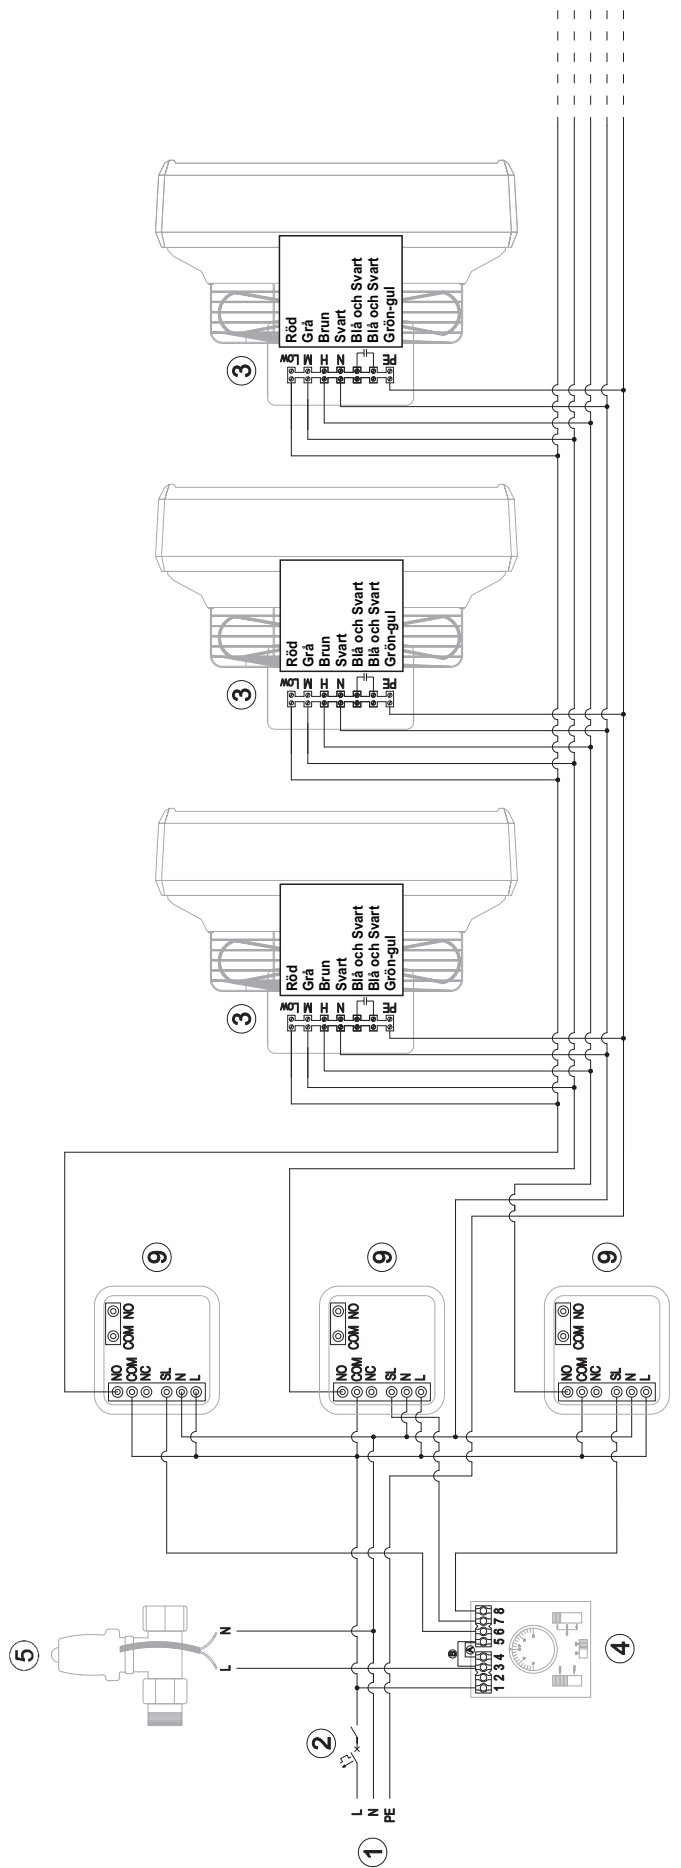 Röd
Grå
Brun
Svart
Blå och Svart
Blå och Svart
Grön-gul
Low
M
H
N
PE
3
Röd
Grå
Brun
Svart
Blå och Svart
Blå och Svart
Grön-gul
Low
M
H
N
PE
3
Röd
Grå
Brun
Svart
Blå och Svart
Blå och Svart
Grön-gul
Low
M
H
N
PE
3
9
COM NO
NO
COM
NC
SL
N
L
9
COM NO
NO
COM
NC
SL
N
L
9
COM NO
NO
COM
NC
SL
N
L
5
N
L
4
1 2 3 4 5 6 7 8
A
B
2
L
N
PE
1